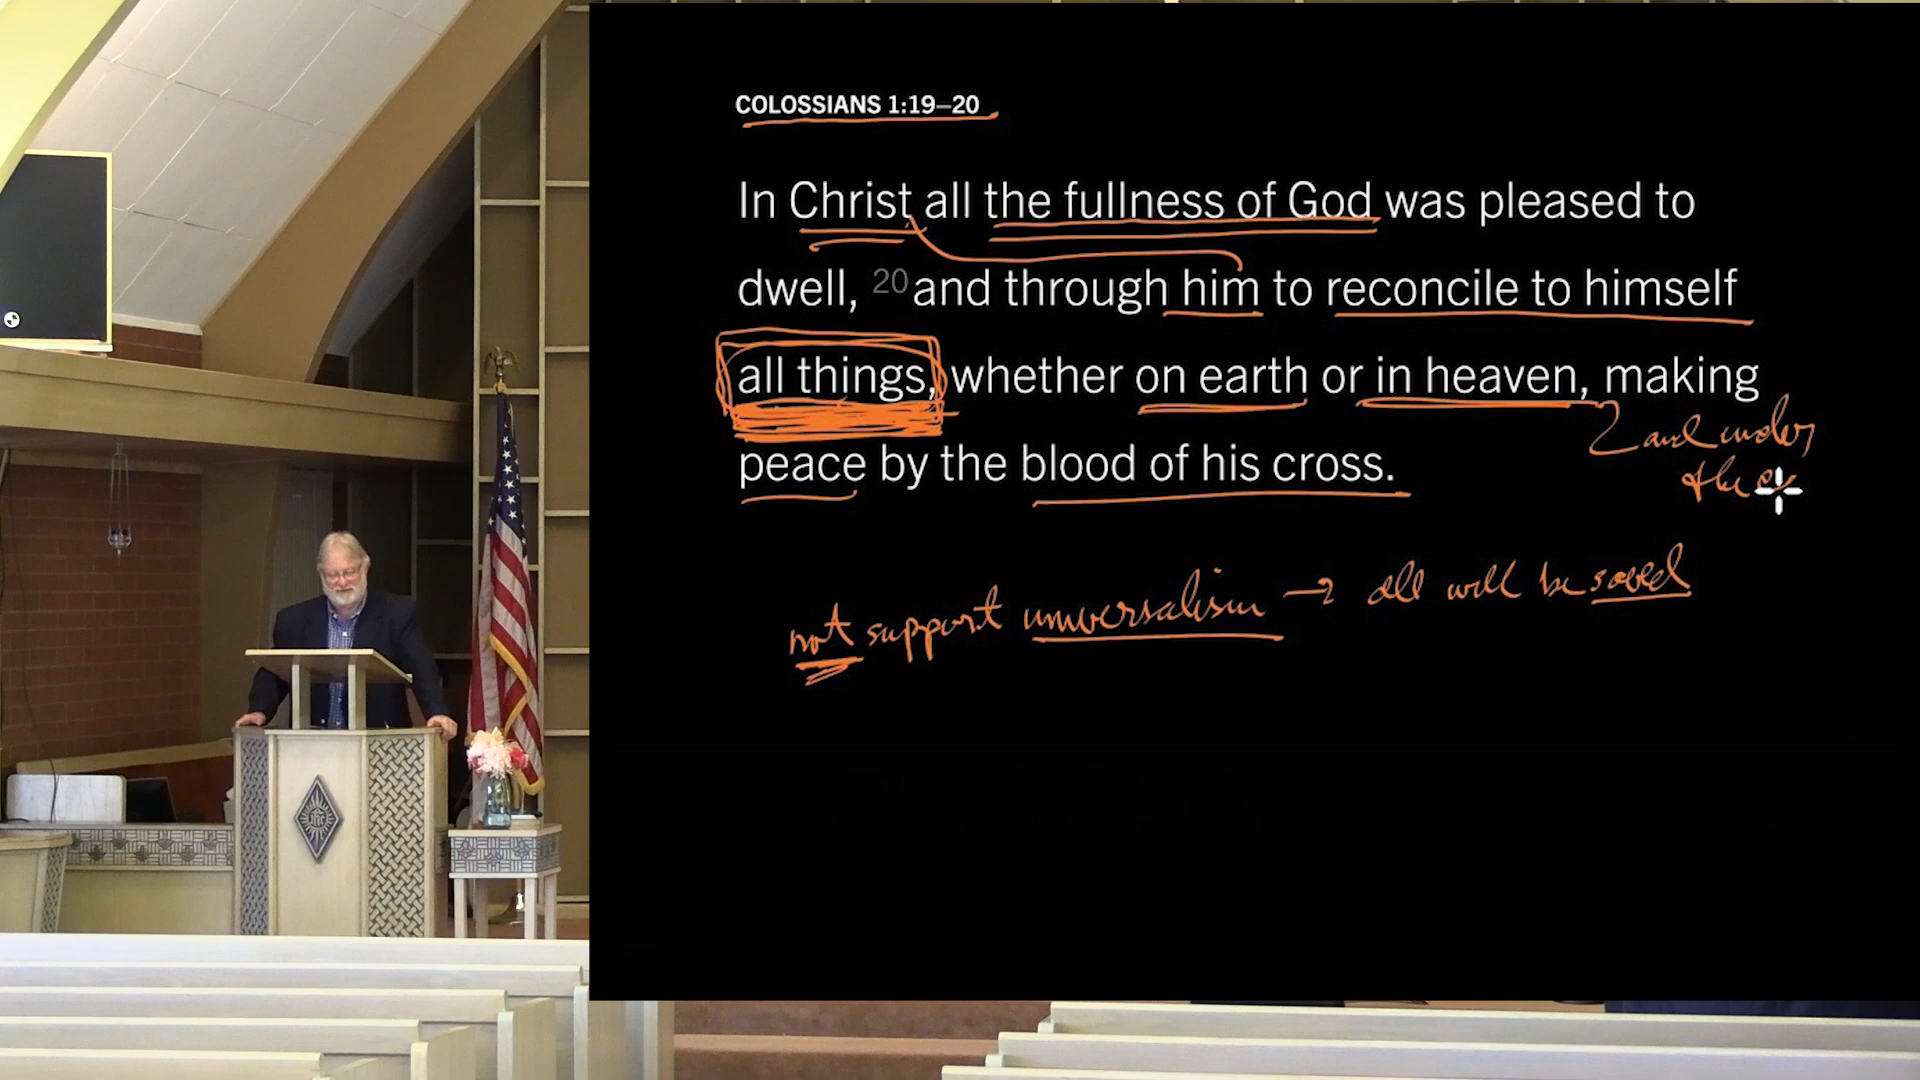 COLOSSIANS 1:19–20
In Christ all the fullness of God was pleased to
dwell, 20 and through him to reconcile to himself
all things, whether on earth or in heaven, making
and under
the
peace by the blood of his cross.
not support universalism → all will be saved